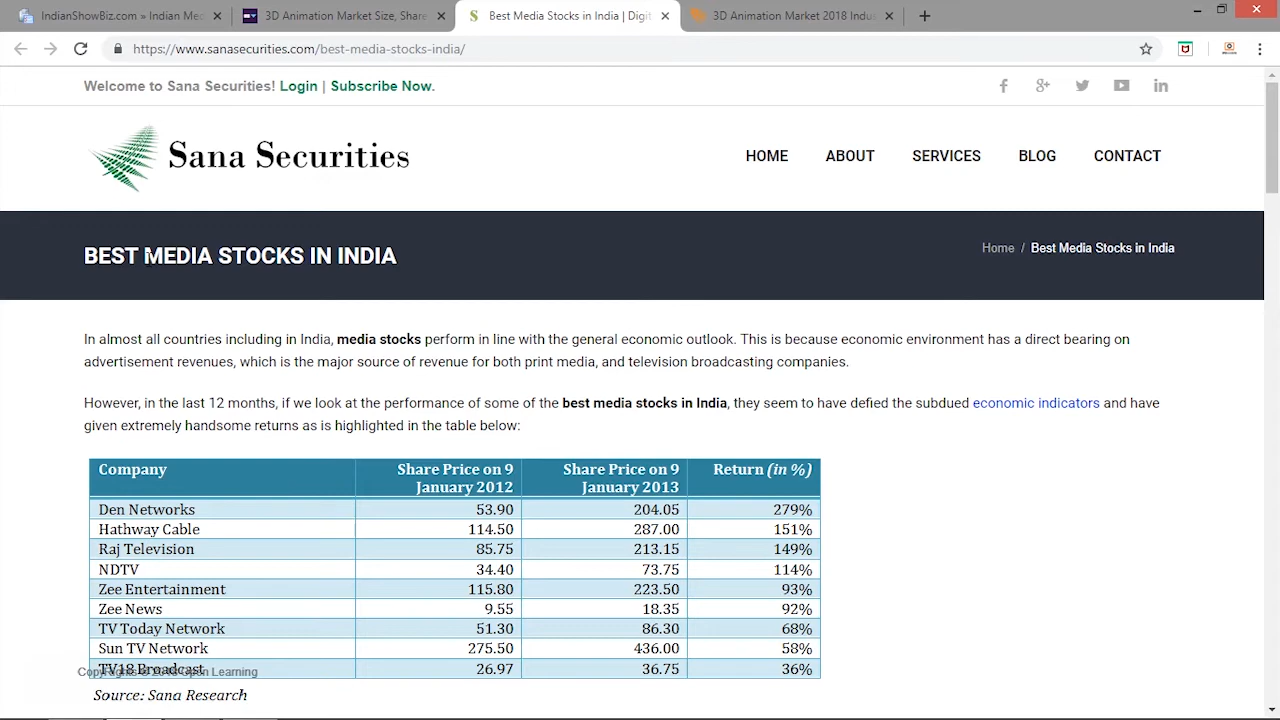 IndianShowBiz.com » Indian Med
3D Animation Market Size, Share
Best Media Stocks in India | Digit
3D Animation Market 2018 Indus
https://www.sanasecurities.com/best-media-stocks-india/
Welcome to Sana Securities! Login | Subscribe Now.
Sana Securities
HOME ABOUT SERVICES BLOG CONTACT
BEST MEDIA STOCKS IN INDIA
Home / Best Media Stocks in India
In almost all countries including in India, media stocks perform in line with the general economic outlook. This is because economic environment has a direct bearing on
advertisement revenues, which is the major source of revenue for both print media, and television broadcasting companies.
However, in the last 12 months, if we look at the performance of some of the best media stocks in India, they seem to have defied the subdued economic indicators and have
given extremely handsome returns as is highlighted in the table below:
Company Share Price on 9 January 2012 Share Price on 9 January 2013 Return (in %)
Den Networks 53.90 204.05 279%
Hathway Cable 114.50 287.00 151%
Raj Television 85.75 213.15 149%
NDTV 34.40 73.75 114%
Zee Entertainment 115.80 223.50 93%
Zee News 9.55 18.35 92%
TV Today Network 51.30 86.30 68%
Sun TV Network 275.50 436.00 58%
TV18 Broadcast 26.97 36.75 36%
Source: Sana Research
Open Learning